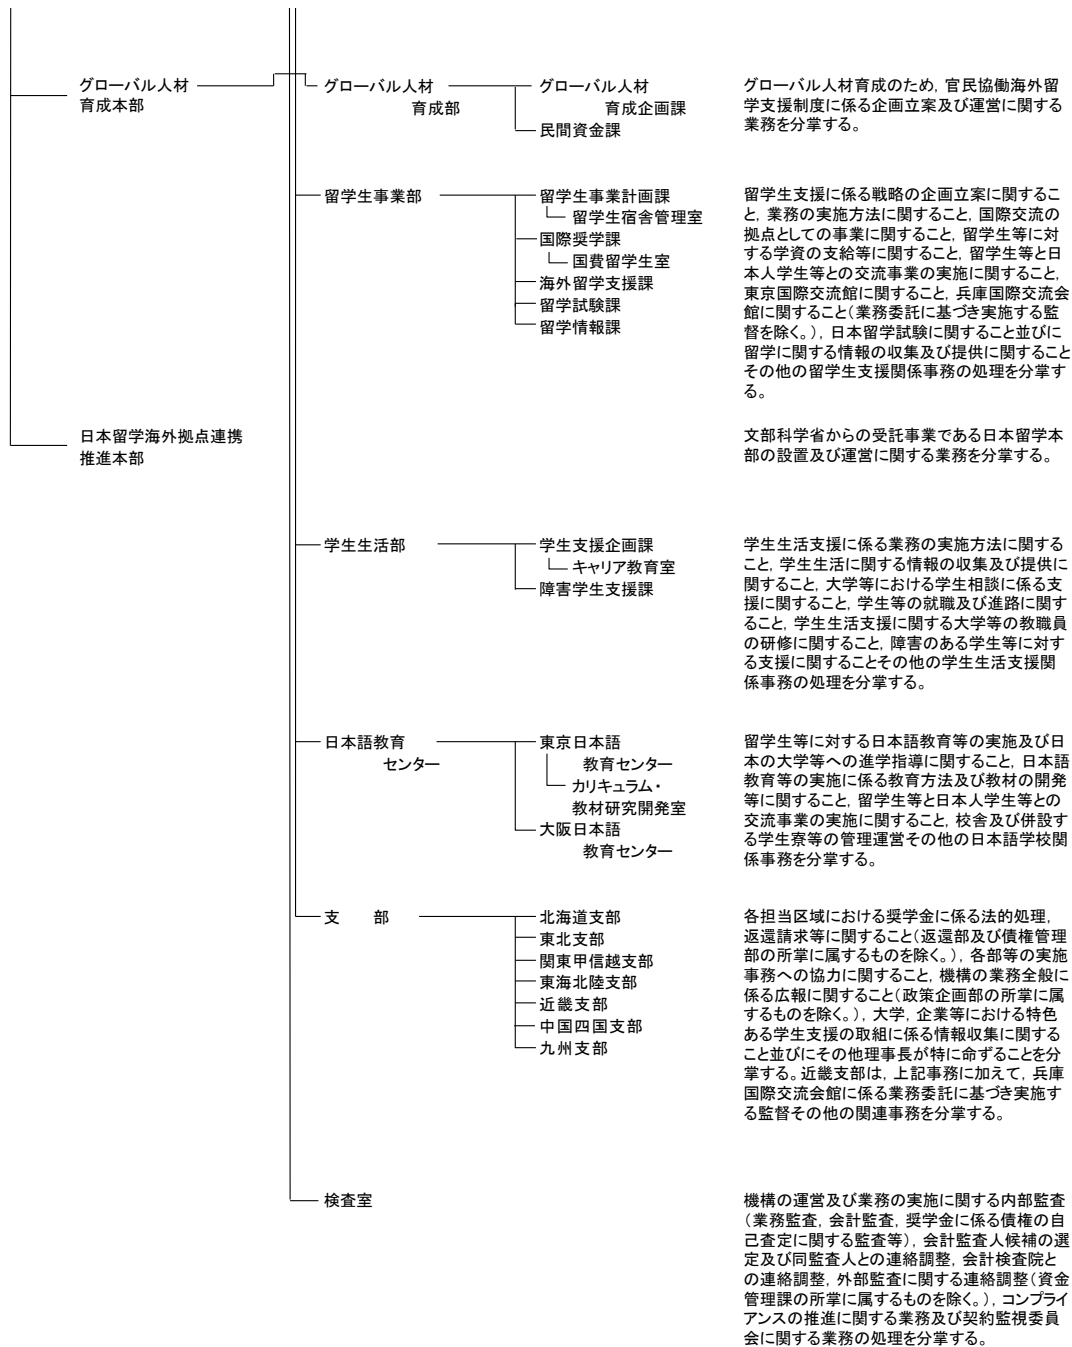 グローバル人材
育成本部
グローバル人材
育成部
グローバル人材
育成企画課
民間資金課
グローバル人材育成のため，官民協働海外留
学支援制度に係る企画立案及び運営に関する
業務を分掌する。
留学生事業部
留学生事業計画課
留学生宿舎管理室
国際奨学課
国費留学生室
海外留学支援課
留学試験課
留学情報課
留学生支援に係る戦略の企画立案に関するこ
と，業務の実施方法に関すること，国際交流の
拠点としての事業に関すること，留学生等に対
する学資の支給等に関すること，留学生等と日
本人学生等との交流事業の実施に関すること，
東京国際交流館に関すること，兵庫国際交流会
館に関すること（業務委託に基づき実施する監
督を除く。），日本留学試験に関すること並びに
留学に関する情報の収集及び提供に関すること
その他の留学生支援関係事務の処理を分掌す
る。
日本留学海外拠点連携
推進本部
文部科学省からの受託事業である日本留学本
部の設置及び運営に関する業務を分掌する。
学生生活部
学生支援企画課
キャリア教育室
障害学生支援課
学生生活支援に係る業務の実施方法に関する
こと，学生生活に関する情報の収集及び提供に
関すること，大学等における学生相談に係る支
援に関すること，学生等の就職及び進路に関す
ること，学生生活支援に関する大学等の教職員
の研修に関すること，障害のある学生等に対す
る支援に関することその他の学生生活支援関
係事務の処理を分掌する。
日本語教育
センター
東京日本語
教育センター
カリキュラム・
教材研究開発室
大阪日本語
教育センター
留学生等に対する日本語教育等の実施及び日
本の大学等への進学指導に関すること，日本語
教育等の実施に係る教育方法及び教材の開発
等に関すること，留学生等と日本人学生等との
交流事業の実施に関すること，校舎及び併設す
る学生寮等の管理運営その他の日本語学校関
係事務を分掌する。
支　　部
北海道支部
東北支部
関東甲信越支部
東海北陸支部
近畿支部
中国四国支部
九州支部
各担当区域における奨学金に係る法的処理，
返還請求等に関すること（返還部及び債権管理
部の所掌に属するものを除く。），各部等の実施
事務への協力に関すること，機構の業務全般に
係る広報に関すること（政策企画部の所掌に属
するものを除く。），大学，企業等における特色
ある学生支援の取組に係る情報収集に関する
こと並びにその他理事長が特に命ずることを分
掌する。近畿支部は，上記事務に加えて，兵庫
国際交流会館に係る業務委託に基づき実施す
る監督その他の関連事務を分掌する。
検査室
機構の運営及び業務の実施に関する内部監査
（業務監査，会計監査，奨学金に係る債権の自
己査定に関する監査等），会計監査人候補の選
定及び同監査人との連絡調整，会計検査院と
の連絡調整，外部監査に関する連絡調整（資金
管理課の所掌に属するものを除く。），コンプライ
アンスの推進に関する業務及び契約監視委員
会に関する業務の処理を分掌する。